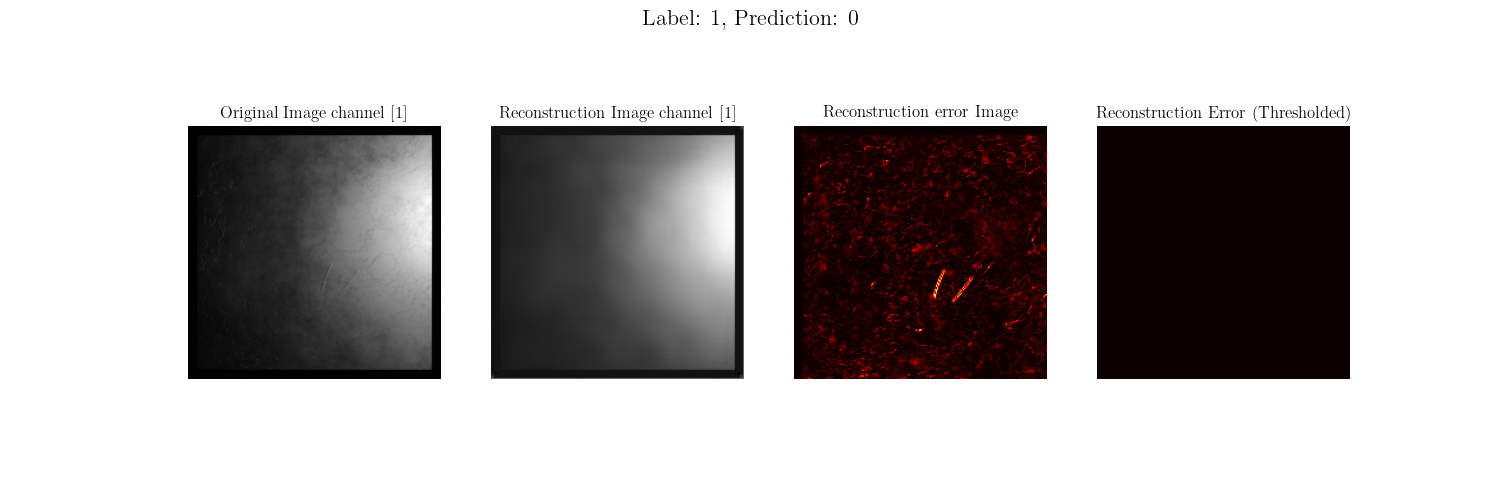 Label: 1, Prediction: 0
Original Image channel [1]
Reconstruction Image channel [1]
Reconstruction error Image
Reconstruction Error (Thresholded)